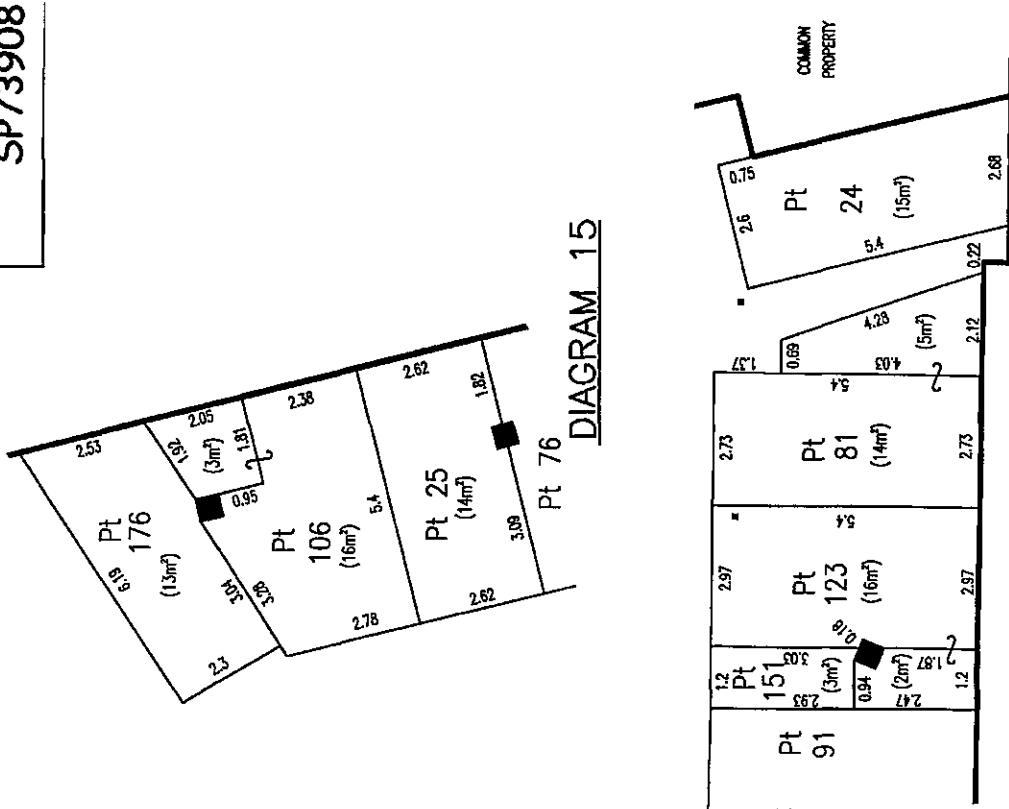 SP73908
COMMON
PROPERTY
2.53
2.05
1.92
(3m²)
1.81
0.95
2.38
2.62
1.82
6.19
Pt
176
(13m²)
2.3
3.04
3.28
Pt
106
(16m²)
5.4
2.78
Pt 25
(14m²)
3.09
2.62
Pt 76
DIAGRAM 15
0.75
2.6
Pt
24
(15m²)
5.4
2.68
0.22
1.37
0.69
4.28
(5m²)
4.03
2.12
2.73
5.4
Pt
81
(14m²)
2.73
5.4
2.97
Pt
123
(16m²)
2.97
0.18
1.2
Pt
151
3.03
(3m²)
2.93
0.94
(2m²)
1.87
2.47
1.2
Pt
91